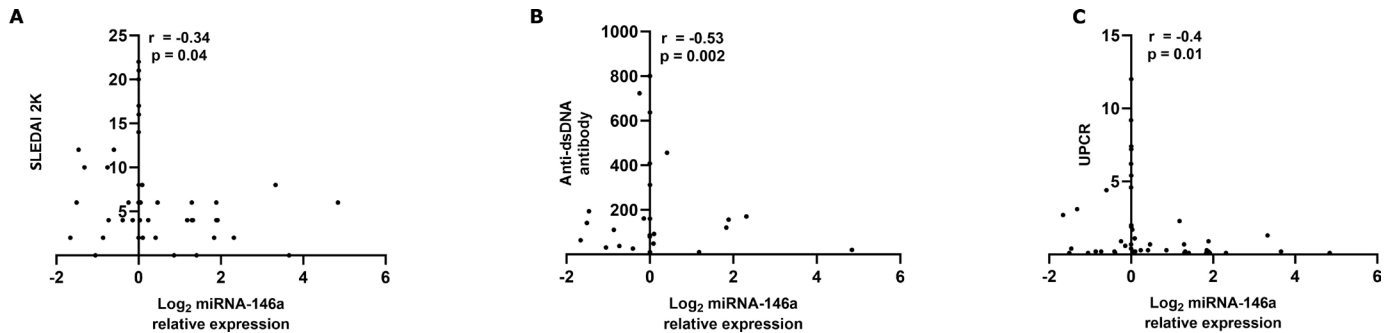 A
r = -0.34
p = 0.04
25
20
15
10
5
SLEDAI 2K
-2 0 2 4 6
Log₂ miRNA-146a
relative expression
B
r = -0.53
p = 0.002
1000
800
600
400
200
Anti-dsDNA
antibody
-2 0 2 4 6
Log₂ miRNA-146a
relative expression
C
r = -0.4
p = 0.01
15
10
5
UPCR
-2 0 2 4 6
Log₂ miRNA-146a
relative expression